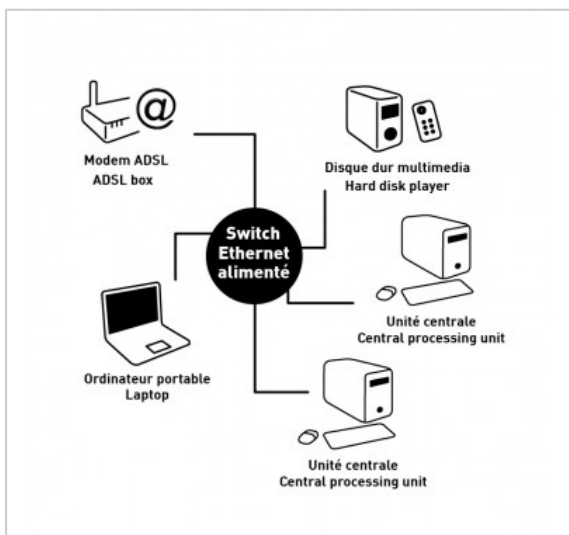 @
Modem ADSL
ADSL box
Disque dur multimedia
Hard disk player
Switch
Ethernet
alimenté
Unité centrale
Central processing unit
Ordinateur portable
Laptop
Unité centrale
Central processing unit